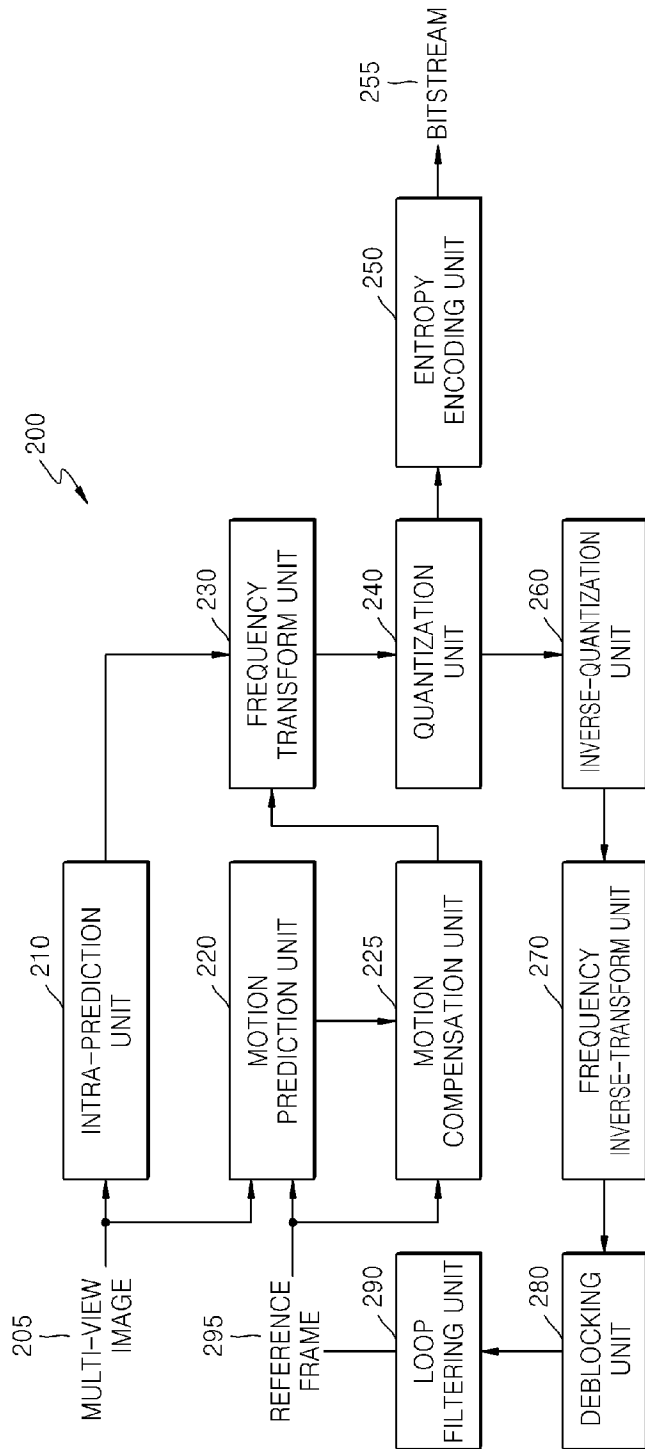 200
205
MULTI-VIEW
IMAGE
210
INTRA-PREDICTION
UNIT
295
REFERENCE
FRAME
220
MOTION
PREDICTION UNIT
225
MOTION
COMPENSATION UNIT
230
FREQUENCY
TRANSFORM UNIT
240
QUANTIZATION
UNIT
250
ENTROPY
ENCODING UNIT
255
BITSTREAM
260
INVERSE-QUANTIZATION
UNIT
270
FREQUENCY
INVERSE-TRANSFORM UNIT
280
DEBLOCKING
UNIT
290
LOOP
FILTERING UNIT